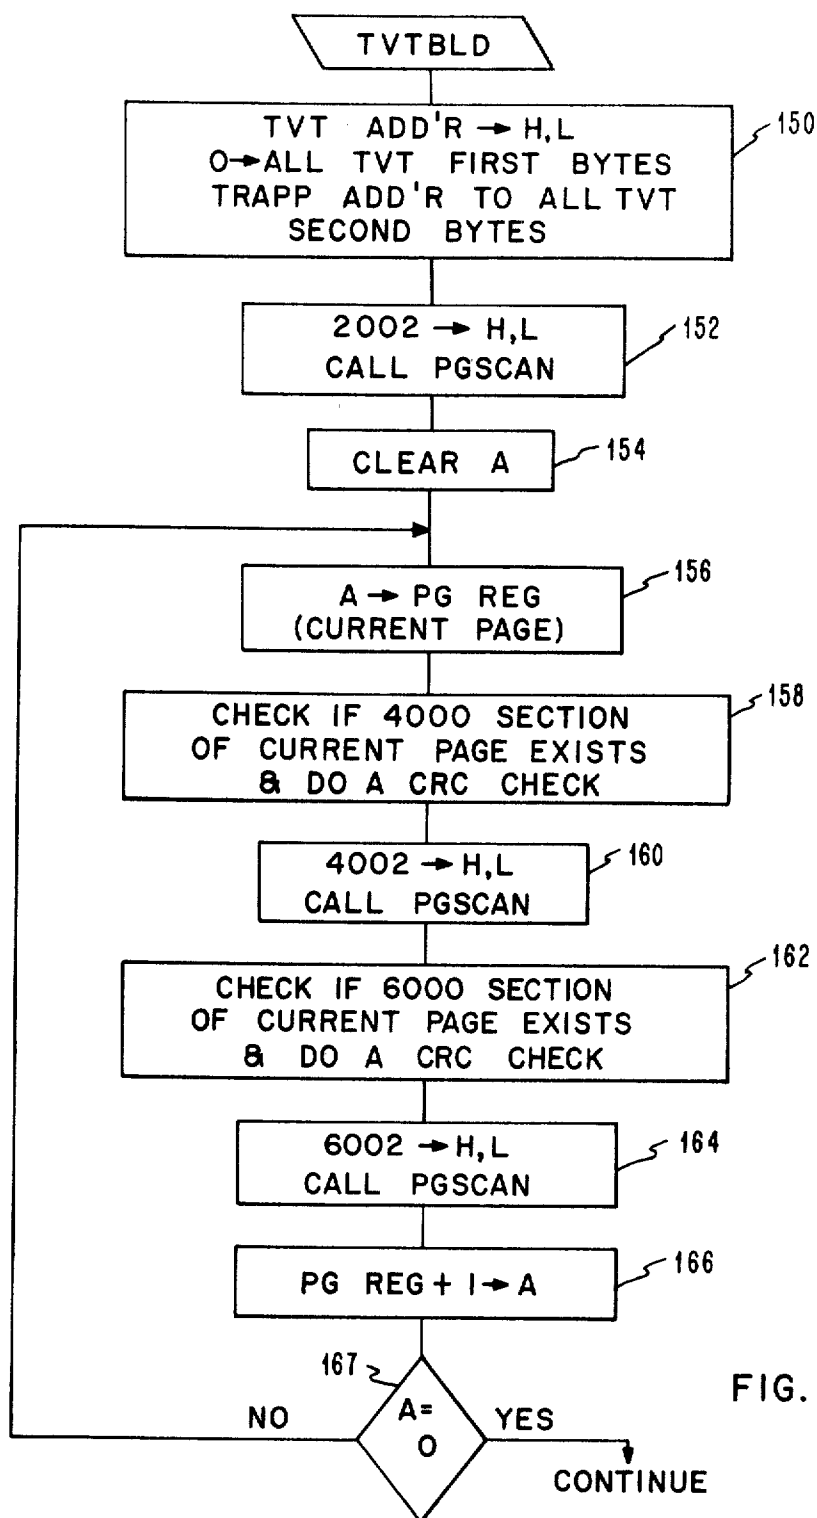 TVTBLD
TVT ADD'R → H,L
0→ALL TVT FIRST BYTES
TRAPP ADD'R TO ALL TVT
SECOND BYTES
150
2002 → H,L
CALL PGSCAN
152
CLEAR A
154
A → PG REG
(CURRENT PAGE)
156
CHECK IF 4000 SECTION
OF CURRENT PAGE EXISTS
& DO A CRC CHECK
158
4002 → H,L
CALL PGSCAN
160
CHECK IF 6000 SECTION
OF CURRENT PAGE EXISTS
& DO A CRC CHECK
162
6002 → H,L
CALL PGSCAN
164
PG REG + 1 → A
166
167
A=
0
NO
YES
CONTINUE
FIG.